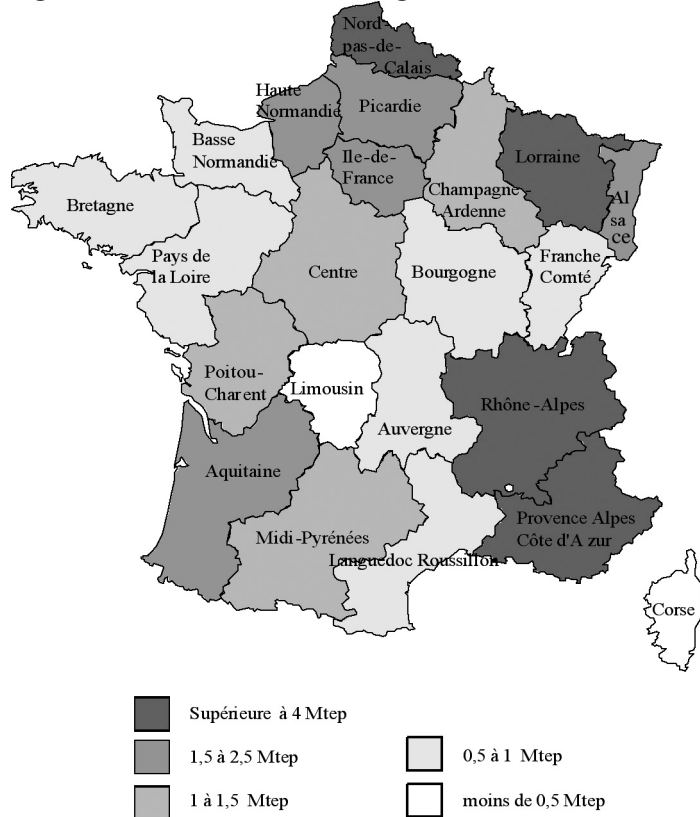 Nord-
pas-de-
Calais
Haute
Normandie
Picardie
Basse
Normandie
Ile-de-
France
Lorraine
Champagne -
Ardenne
Al
sa
ce
Bretagne
Pays de
la Loire
Centre
Bourgogne
Franche
Comté
Poitou-
Charent
Limousin
Rhône -Alpes
Auvergne
Aquitaine
Midi-Pyrénées
Provence Alpes
Côte d'A zur
Languedoc Roussillon
Corse
Supérieure à 4 Mtep
1,5 à 2,5 Mtep
0,5 à 1 Mtep
1 à 1,5 Mtep
moins de 0,5 Mtep